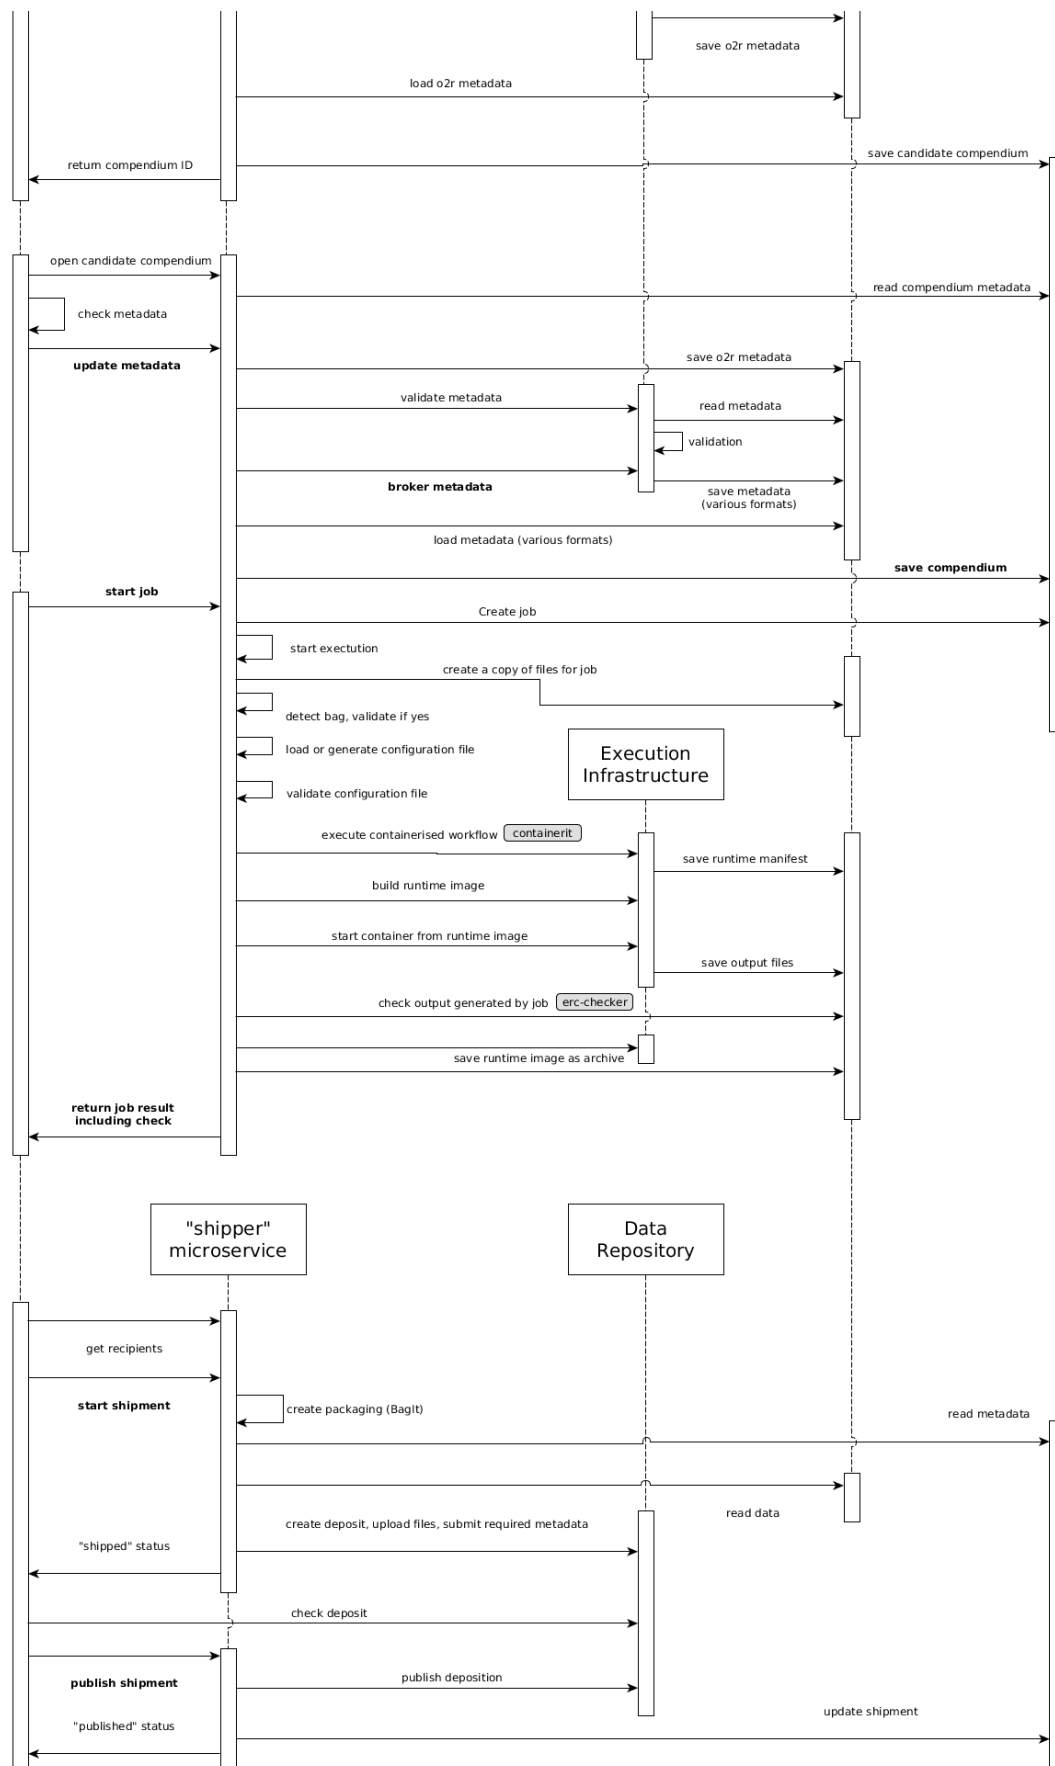 save o2r metadata
load o2r metadata
save candidate compendium
return compendium ID
open candidate compendium
read compendium metadata
check metadata
save o2r metadata
update metadata
validate metadata
read metadata
validation
broker metadata
save metadata
(various formats)
load metadata (various formats)
save compendium
start job
Create job
start exectution
create a copy of files for job
detect bag, validate if yes
load or generate configuration file
Execution
Infrastructure
validate configuration file
execute containerised workflow containerit
save runtime manifest
build runtime image
start container from runtime image
save output files
check output generated by job erc-checker
save runtime image as archive
return job result
including check
"shipper"
microservice
Data
Repository
get recipients
start shipment
create packaging (BagIt)
read metadata
read data
create deposit, upload files, submit required metadata
"shipped" status
check deposit
publish shipment
publish deposition
update shipment
"published" status